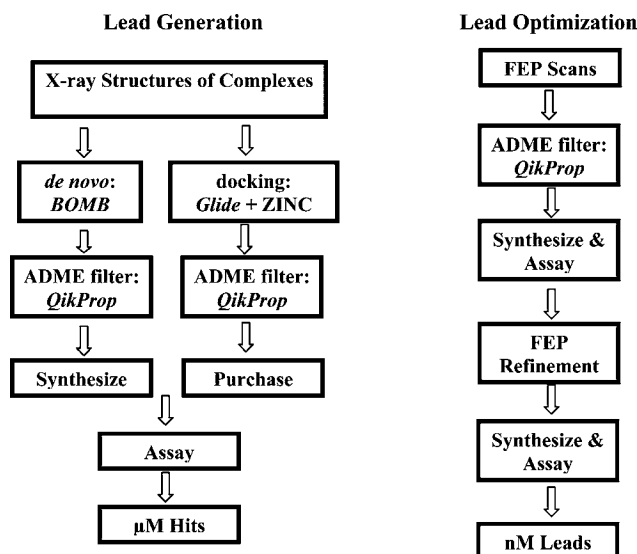 Lead Generation
X-ray Structures of Complexes
de novo:
BOMB
docking:
Glide + ZINC
ADME filter:
QikProp
ADME filter:
QikProp
Synthesize
Purchase
Assay
μM Hits
Lead Optimization
FEP Scans
ADME filter:
QikProp
Synthesize &
Assay
FEP
Refinement
Synthesize &
Assay
nM Leads